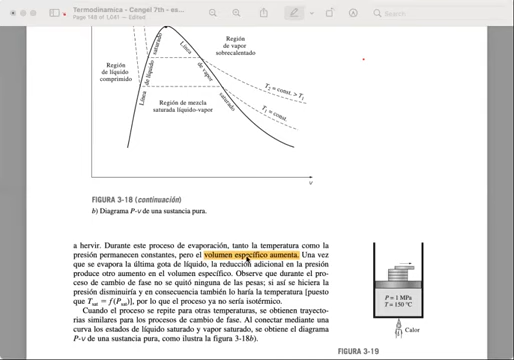 Termodinamica - Cengel 7th - es...
Page 148 of 1,041 — Edited
Search
saturado
Línea
de líquido
Línea
de vapor
saturado
Región
de vapor
sobrecalentado
Región
de líquido
comprimido
T₂ = const. > T₁
T₁ = const.
Región de mezcla
saturada líquido-vapor
v
FIGURA 3-18 (continuación)
b) Diagrama P-v de una sustancia pura.
a hervir. Durante este proceso de evaporación, tanto la temperatura como la
presión permanecen constantes, pero el volumen específico aumenta. Una vez
que se evapora la última gota de líquido, la reducción adicional en la presión
produce otro aumento en el volumen específico. Observe que durante el pro-
ceso de cambio de fase no se quitó ninguna de las pesas; si así se hiciera
la presión disminuiría y en consecuencia también lo haría la temperatura [puesto
que Tsat = f(Psat)], por lo que el proceso ya no sería isotérmico.
Cuando el proceso se repite para otras temperaturas, se obtienen trayecto-
rias similares para los procesos de cambio de fase. Al conectar mediante una
curva los estados de líquido saturado y vapor saturado, se obtiene el diagrama
P-v de una sustancia pura, como ilustra la figura 3-18b).
P = 1 MPa
T = 150 °C
Calor
FIGURA 3-19